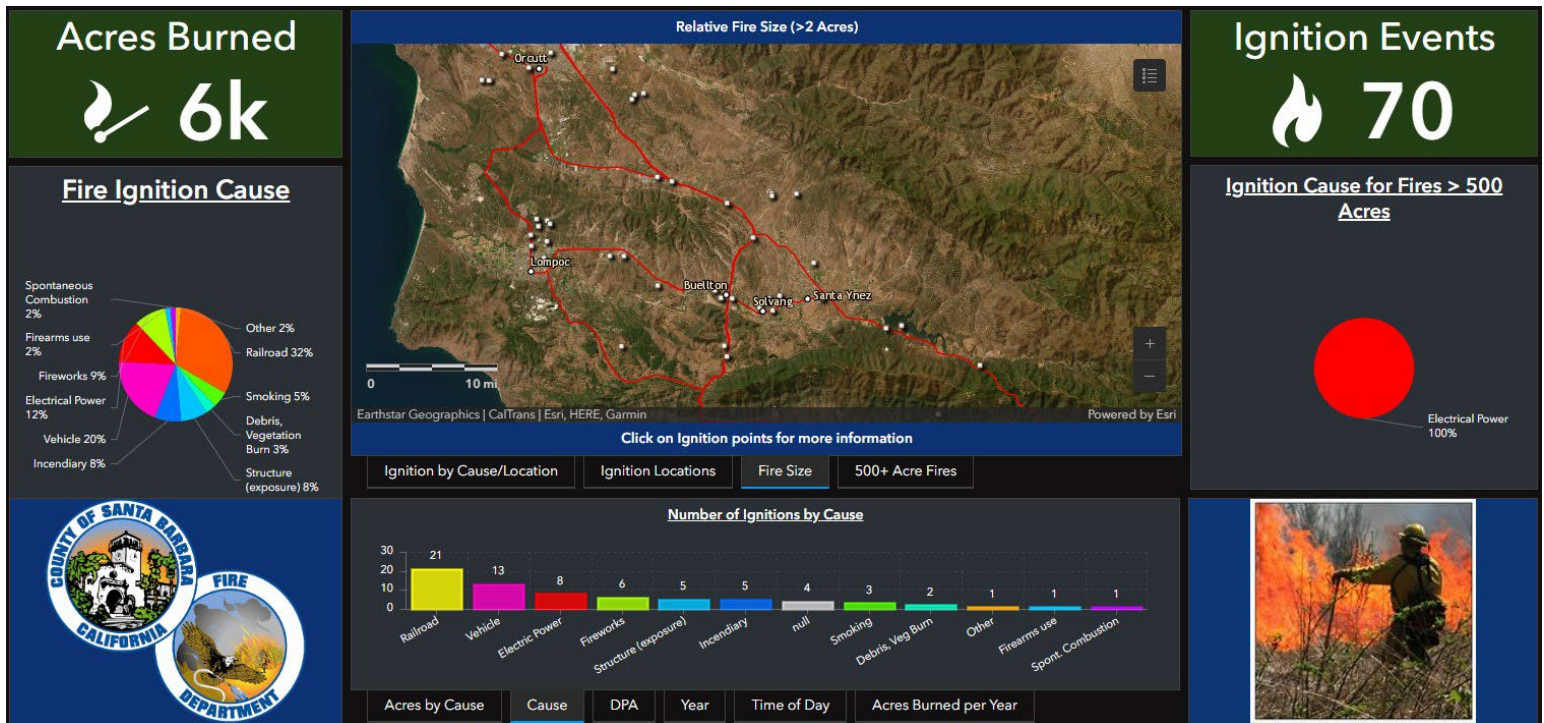 Acres Burned
6k
Relative Fire Size (>2 Acres)
Orcutt
Lompoc
Buellton
Solvang
Santa Ynez
0
10 mi
+
−
Earthstar Geographics | CalTrans | Esri, HERE, Garmin
Powered by Esri
Click on Ignition points for more information
Ignition by Cause/Location
Ignition Locations
Fire Size
500+ Acre Fires
Ignition Events
70
Fire Ignition Cause
Spontaneous
Combustion
2%
Firearms use
2%
Fireworks 9%
Electrical Power
12%
Vehicle 20%
Incendiary 8%
Other 2%
Railroad 32%
Smoking 5%
Debris,
Vegetation
Burn 3%
Structure
(exposure) 8%
Ignition Cause for Fires > 500
Acres
Electrical Power
100%
COUNTY OF SANTA BARBARA
CALIFORNIA
FIRE
DEPARTMENT
Number of Ignitions by Cause
30
20
10
0
21
13
8
6
5
5
4
3
2
1
1
1
Railroad
Vehicle
Electric Power
Fireworks
Structure (exposure)
Incendiary
null
Smoking
Debris, Veg Burn
Other
Firearms use
Spont. Combustion
Acres by Cause
Cause
DPA
Year
Time of Day
Acres Burned per Year